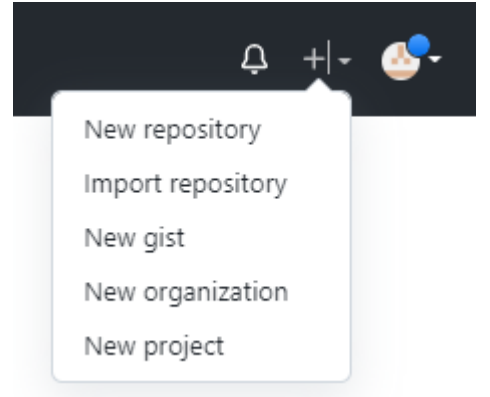 New repository
Import repository
New gist
New organization
New project